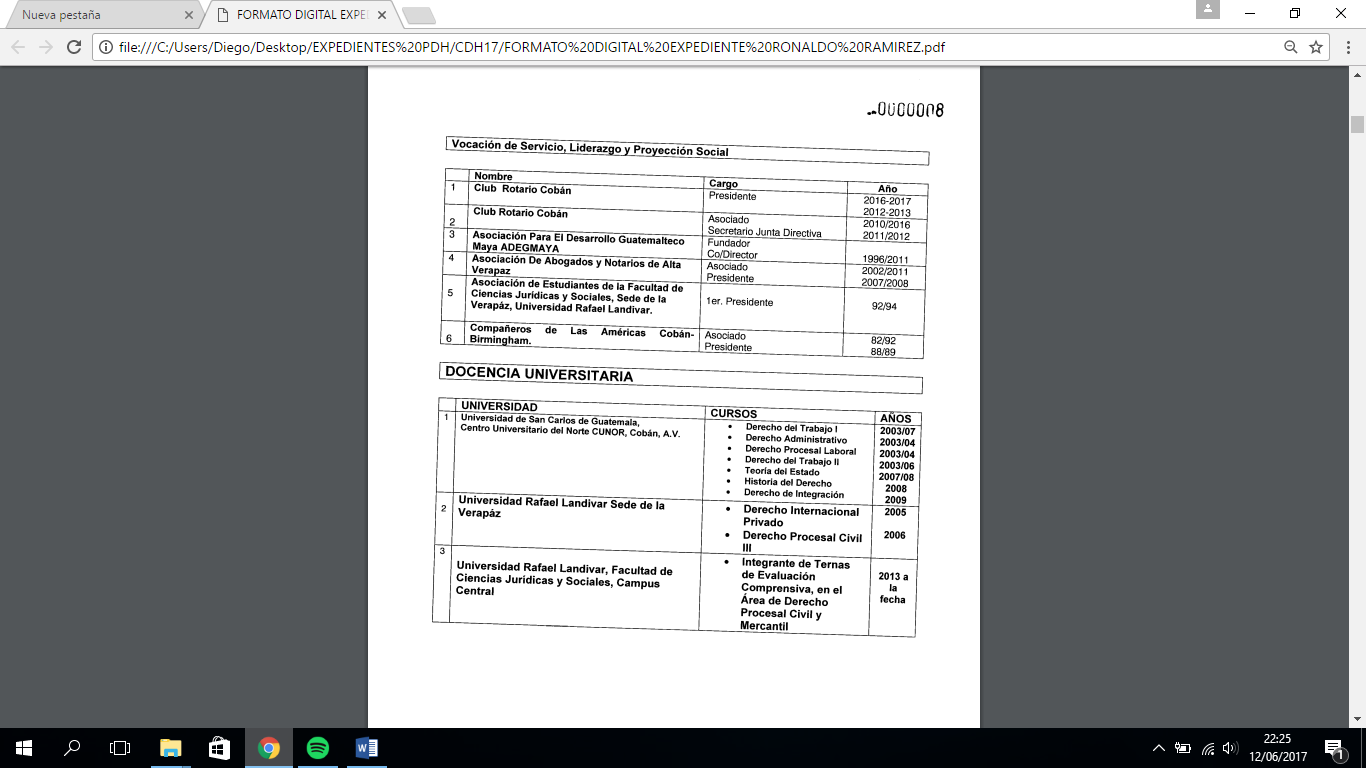 Nueva pestaña
FORMATO DIGITAL EXPE
file:///C:/Users/Diego/Desktop/EXPEDIENTES%20PDH/CDH17/FORMATO%20DIGITAL%20EXPEDIENTE%20RONALDO%20RAMIREZ.pdf
0000008
Vocación de Servicio, Liderazgo y Proyección Social
Nombre Cargo Año
1 Club Rotario Cobán Presidente 2016-2017
2012-2013
2 Club Rotario Cobán Asociado 2010/2016
Secretario Junta Directiva 2011/2012
3 Asociación Para El Desarrollo Guatemalteco Fundador
Maya ADEGMAYA Co/Director 1996/2011
4 Asociación De Abogados y Notarios de Alta Asociado 2002/2011
Verapaz Presidente 2007/2008
Asociación de Estudiantes de la Facultad de
5 Ciencias Jurídicas y Sociales, Sede de la 1er. Presidente 92/94
Verapáz, Universidad Rafael Landivar.
Compañeros de Las Américas Cobán- Asociado 82/92
6 Birmingham. Presidente 88/89
DOCENCIA UNIVERSITARIA
UNIVERSIDAD CURSOS AÑOS
1 Universidad de San Carlos de Guatemala, • Derecho del Trabajo I 2003/07
Centro Universitario del Norte CUNOR, Cobán, A.V. • Derecho Administrativo 2003/04
• Derecho Procesal Laboral 2003/04
• Derecho del Trabajo II 2003/06
• Teoría del Estado 2007/08
• Historia del Derecho 2008
• Derecho de Integración 2009
2 Universidad Rafael Landivar Sede de la • Derecho Internacional 2005
Verapáz Privado
• Derecho Procesal Civil 2006
III
3 • Integrante de Ternas
Universidad Rafael Landivar, Facultad de de Evaluación 2013 a
Ciencias Jurídicas y Sociales, Campus Comprensiva, en el la
Central Área de Derecho fecha
Procesal Civil y
Mercantil
22:25
12/06/2017
1